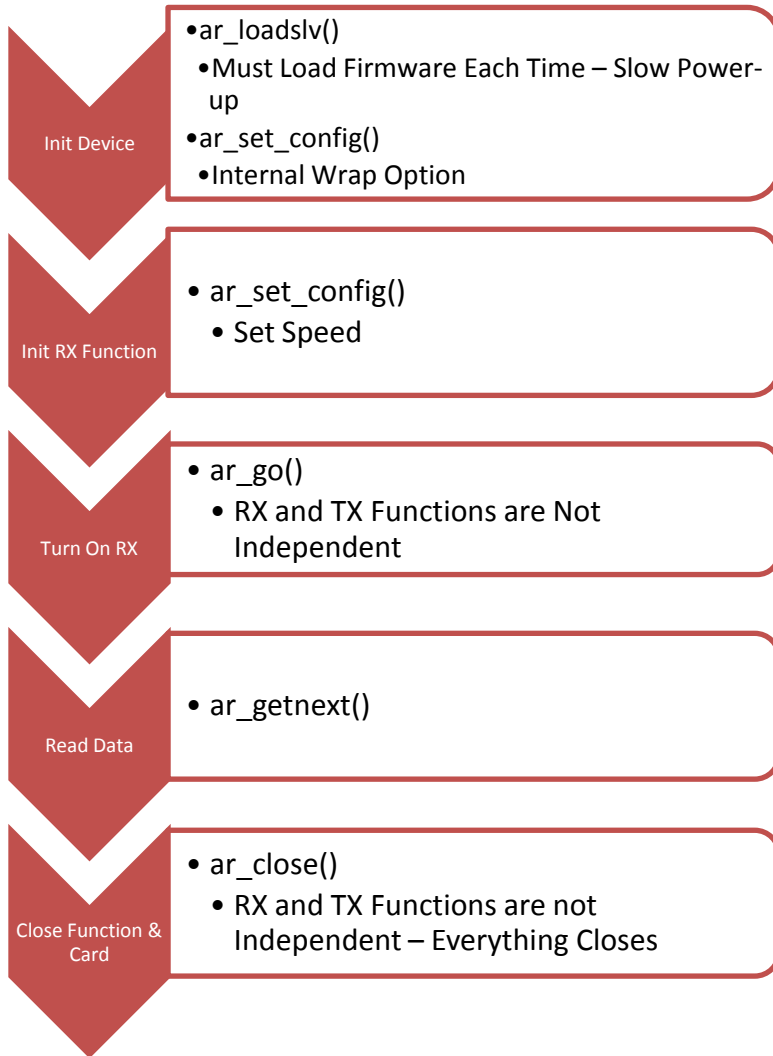 Init Device
•ar_loadslv()
•Must Load Firmware Each Time – Slow Power-
up
•ar_set_config()
•Internal Wrap Option
Init RX Function
• ar_set_config()
• Set Speed
Turn On RX
• ar_go()
• RX and TX Functions are Not
Independent
Read Data
• ar_getnext()
Close Function &
Card
• ar_close()
• RX and TX Functions are not
Independent – Everything Closes